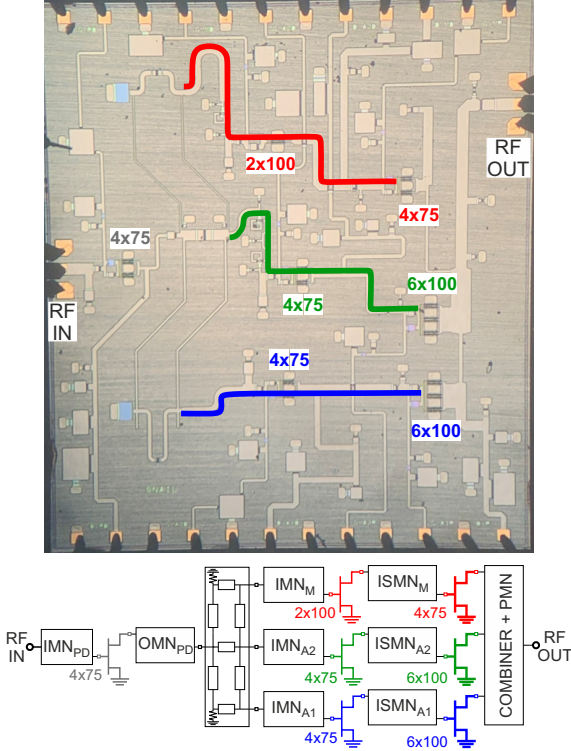 2x100
RF
OUT
4x75
4x75
6x100
4x75
RF
IN
4x75
6x100
IMN_M
ISMN_M
2x100
4x75
RF
IN
IMN_PD
OMN_PD
4x75
IMN_A2
ISMN_A2
4x75
6x100
IMN_A1
ISMN_A1
4x75
6x100
COMBINER + PMN
RF
OUT